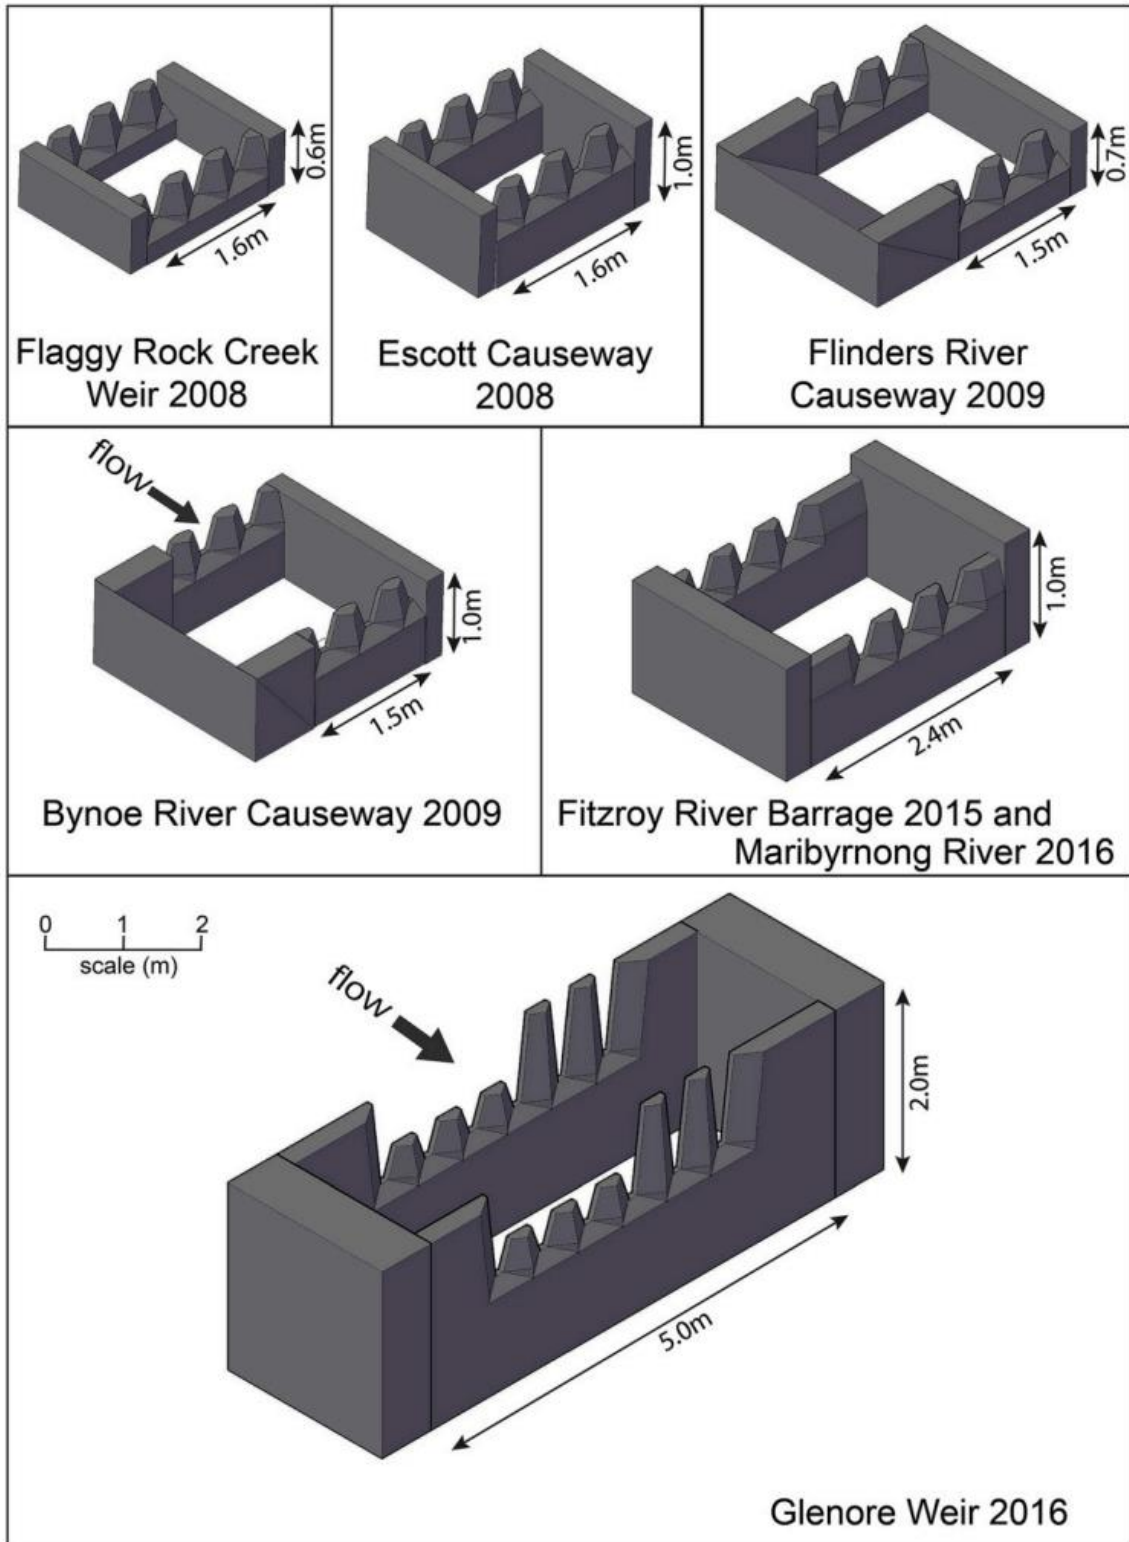 0.6m
1.6m
Flaggy Rock Creek
Weir 2008
1.0m
1.6m
Escott Causeway
2008
0.7m
1.5m
Flinders River
Causeway 2009
flow
1.0m
1.5m
Bynoe River Causeway 2009
1.0m
2.4m
Fitzroy River Barrage 2015 and
Maribyrnong River 2016
0 1 2
scale (m)
flow
2.0m
5.0m
Glenore Weir 2016